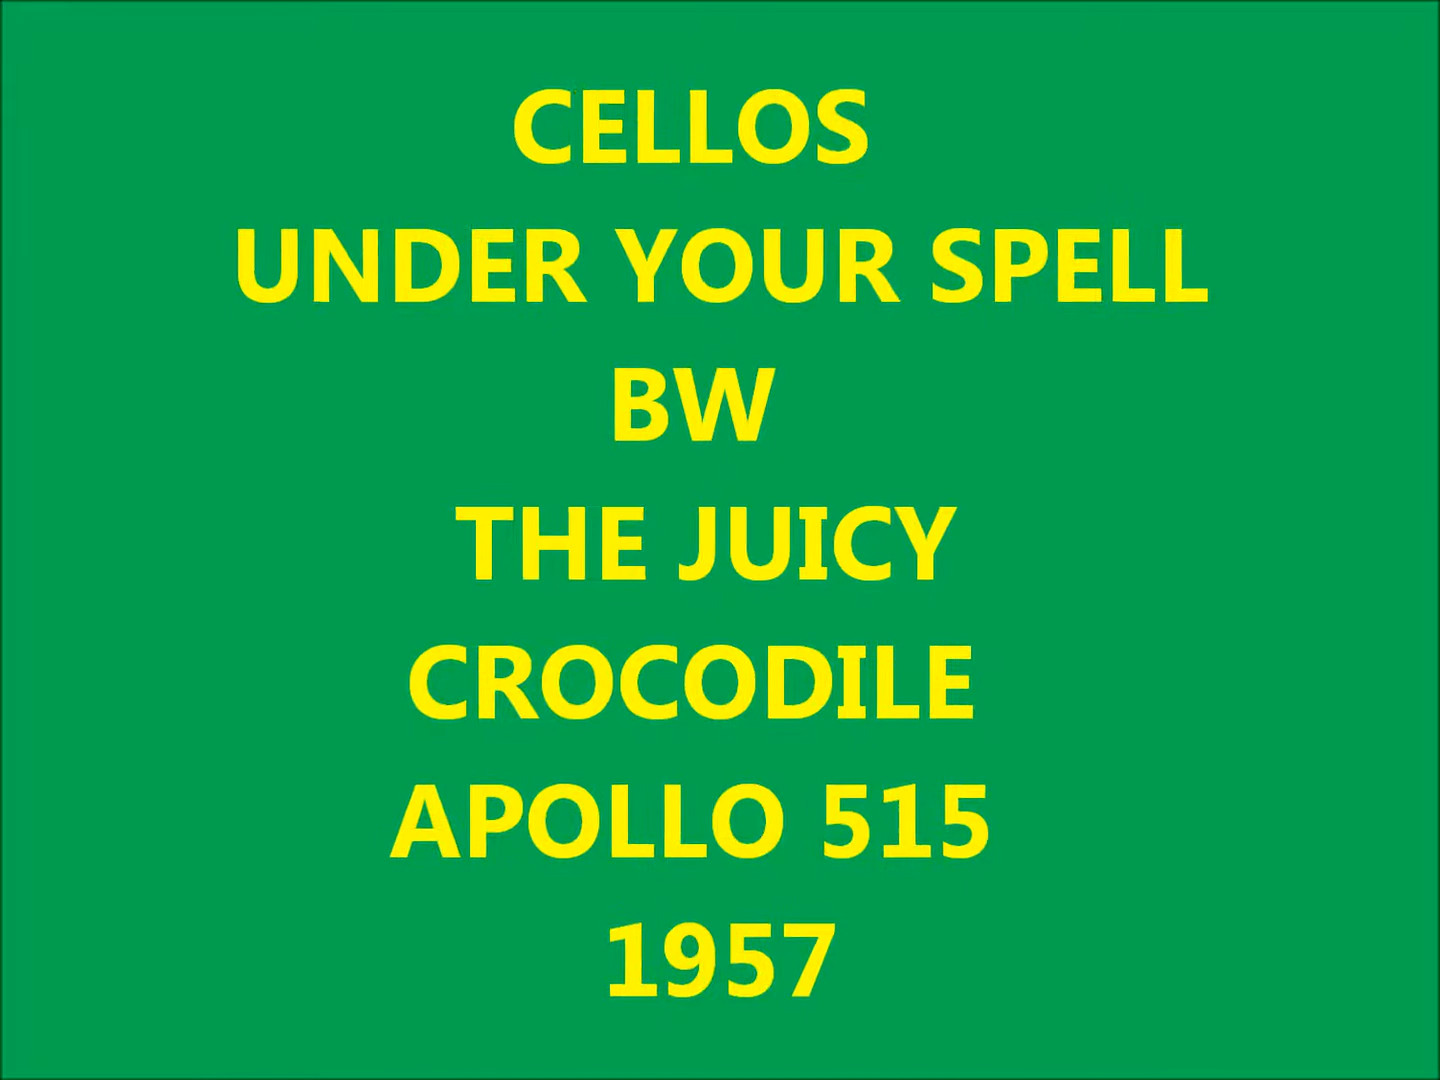 CELLOS
UNDER YOUR SPELL
BW
THE JUICY
CROCODILE
APOLLO 515
1957